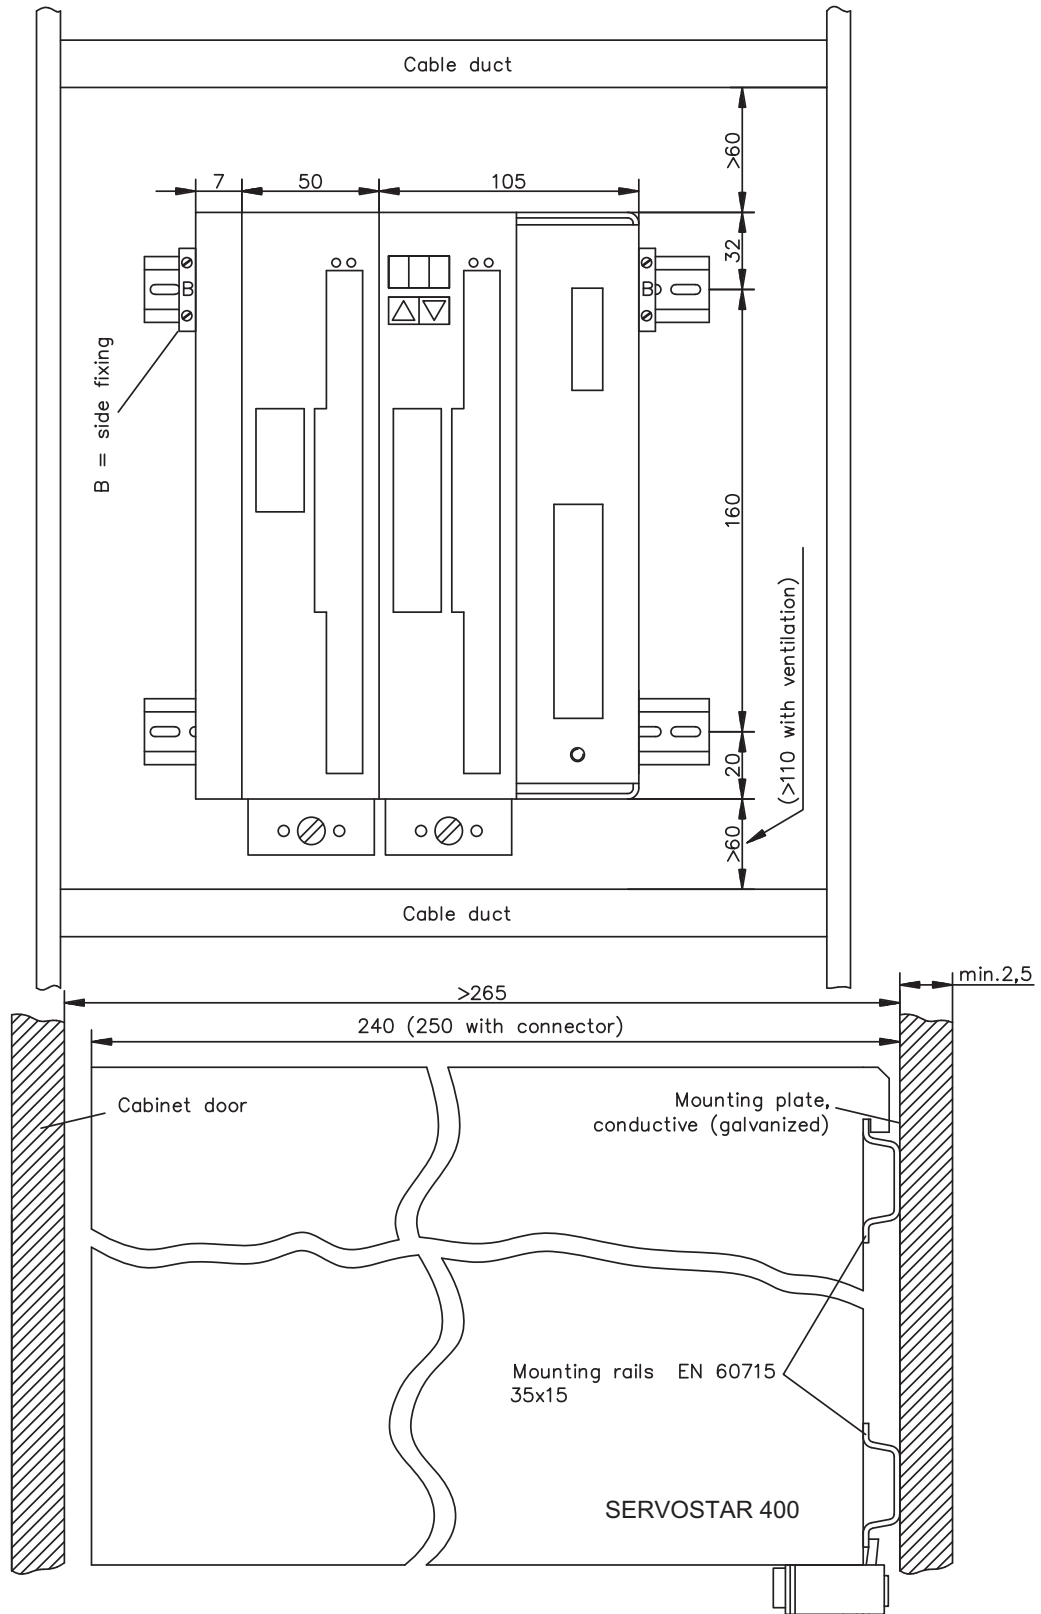 Cable duct
>60
7
50
105
32
B
B
B = side fixing
160
(>110 with ventilation)
20
>60
Cable duct
min.2,5
>265
240 (250 with connector)
Cabinet door
Mounting plate,
conductive (galvanized)
Mounting rails EN 60715
35x15
SERVOSTAR 400